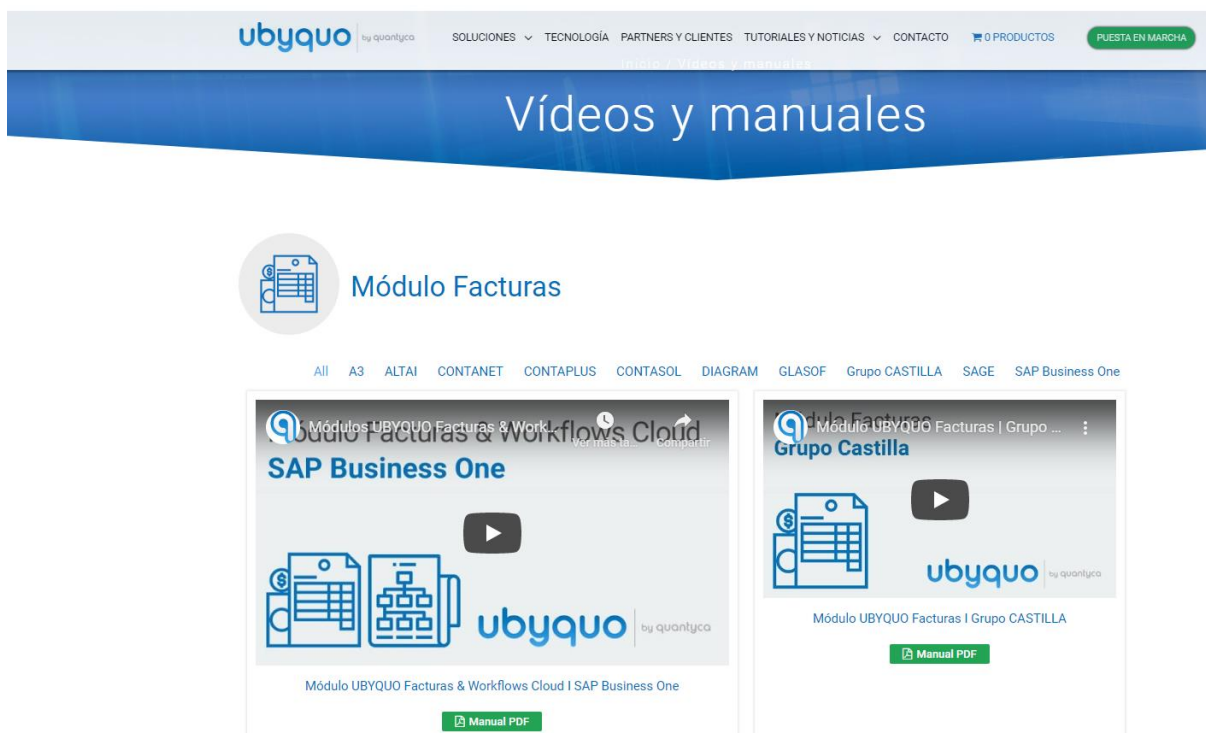 ubyquo by quantyca
SOLUCIONES TECNOLOGÍA PARTNERS Y CLIENTES TUTORIALES Y NOTICIAS CONTACTO 0 PRODUCTOS PUESTA EN MARCHA
Inicio / Vídeos y manuales
Vídeos y manuales
Módulo Facturas
All A3 ALTAI CONTANET CONTAPLUS CONTASOL DIAGRAM GLASOF Grupo CASTILLA SAGE SAP Business One
Módulos UBYQUO Facturas & Work...
Ver más ta... Compartir
Módulo Facturas & Workflows Cloud
SAP Business One
ubyquo by quantyca
Módulo UBYQUO Facturas & Workflows Cloud I SAP Business One
Manual PDF
Módulo UBYQUO Facturas | Grupo ...
Módulo Facturas
Grupo Castilla
ubyquo by quantyca
Módulo UBYQUO Facturas I Grupo CASTILLA
Manual PDF